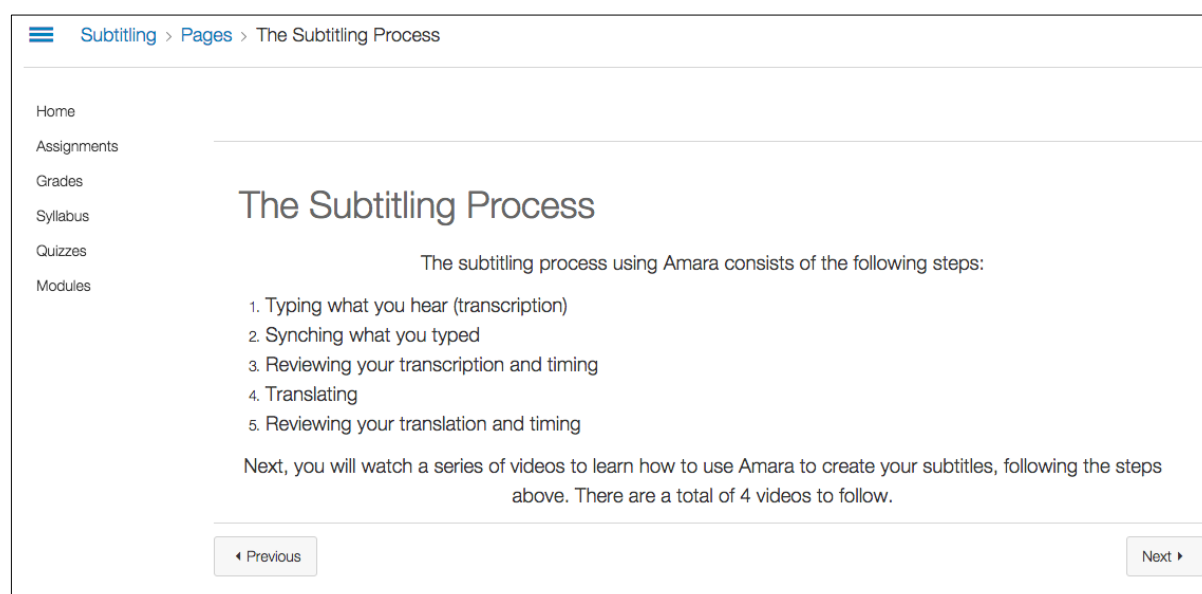 Subtitling > Pages > The Subtitling Process
Home
Assignments
Grades
Syllabus
Quizzes
Modules
The Subtitling Process
The subtitling process using Amara consists of the following steps:
1. Typing what you hear (transcription)
2. Synching what you typed
3. Reviewing your transcription and timing
4. Translating
5. Reviewing your translation and timing
Next, you will watch a series of videos to learn how to use Amara to create your subtitles, following the steps
above. There are a total of 4 videos to follow.
Previous
Next